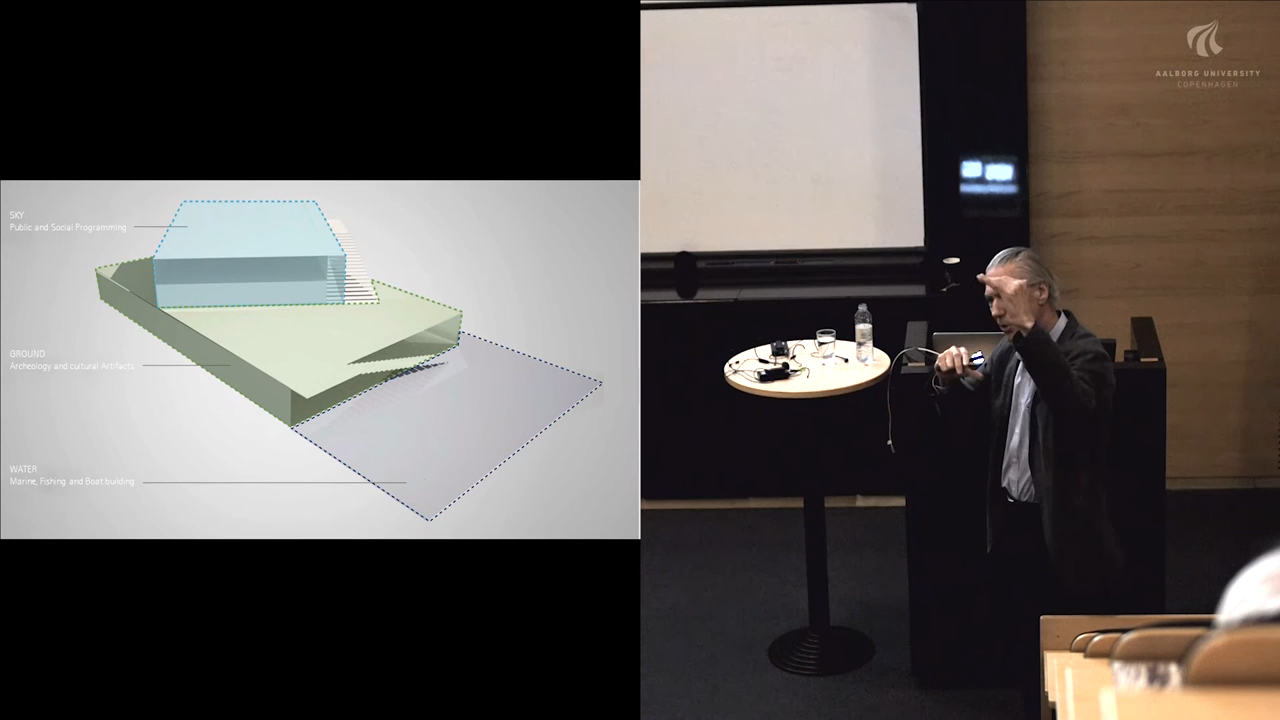 SKY
Public and Social Programming
GROUND
Archeology and cultural Artifacts
WATER
Marine, Fishing and Boat building
AALBORG UNIVERSITY
COPENHAGEN